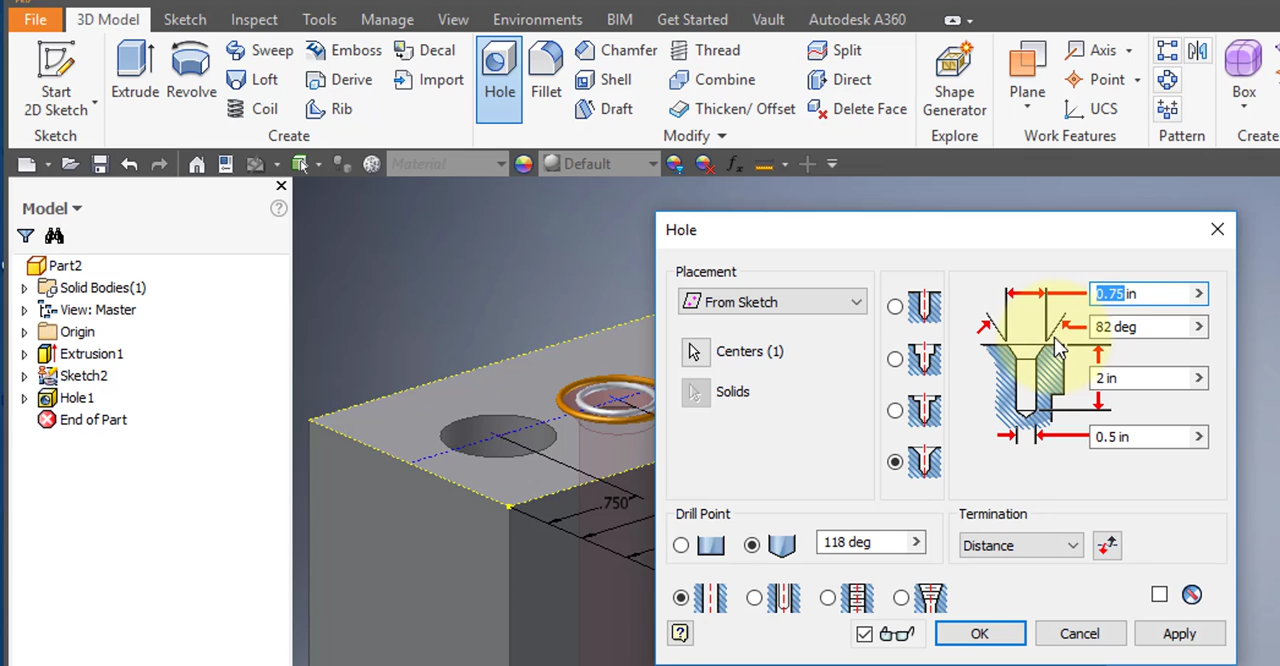 File 3D Model Sketch Inspect Tools Manage View Environments BIM Get Started Vault Autodesk A360
Start
2D Sketch
Extrude
Revolve
Sweep
Loft
Coil
Emboss
Derive
Rib
Decal
Import
Hole
Fillet
Chamfer
Shell
Draft
Thread
Combine
Thicken/ Offset
Split
Direct
Delete Face
Shape
Generator
Plane
Axis
Point
UCS
Box
Sketch
Create
Modify
Explore
Work Features
Pattern
Create
Material
Default
fx
Model
Part2
Solid Bodies(1)
View: Master
Origin
Extrusion1
Sketch2
Hole1
End of Part
.750
Hole
Placement
From Sketch
Centers (1)
Solids
0.75 in
82 deg
2 in
0.5 in
Drill Point
118 deg
Termination
Distance
OK
Cancel
Apply